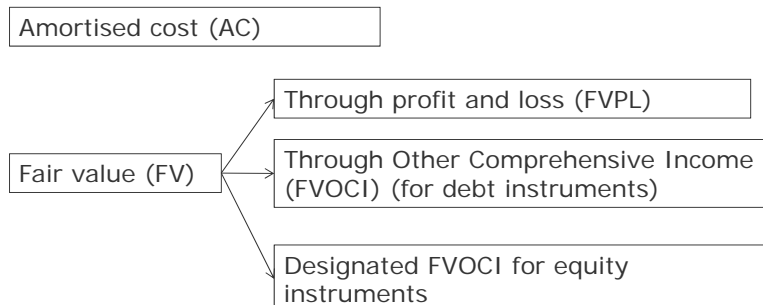 Amortised cost (AC)
Through profit and loss (FVPL)
Fair value (FV)
Through Other Comprehensive Income
(FVOCI) (for debt instruments)
Designated FVOCI for equity
instruments